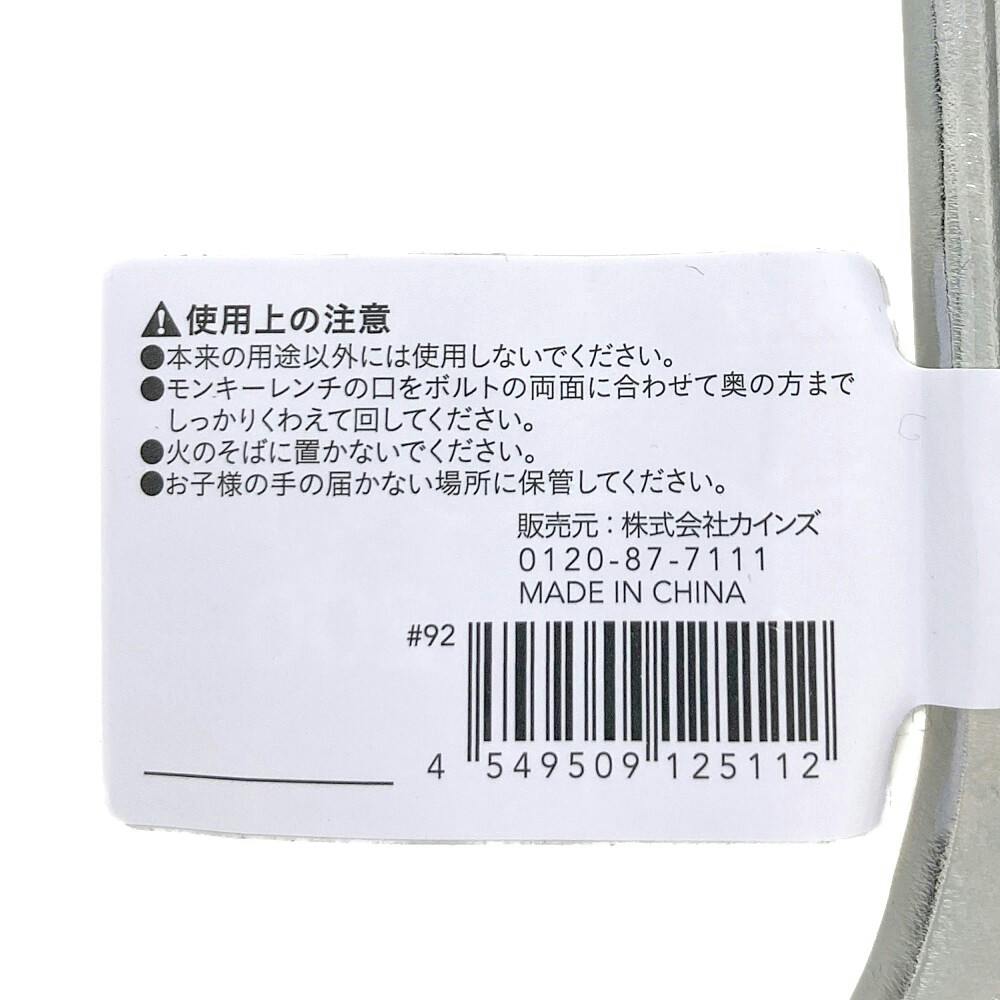 使用上の注意
●本来の用途以外には使用しないでください。
●モンキーレンチの口をボルトの両面に合わせて奥の方まで
しっかりくわえて回してください。
●火のそばに置かないでください。
●お子様の手の届かない場所に保管してください。
販売元：株式会社カインズ
0120-87-7111
MADE IN CHINA
#92
4 549509 125112